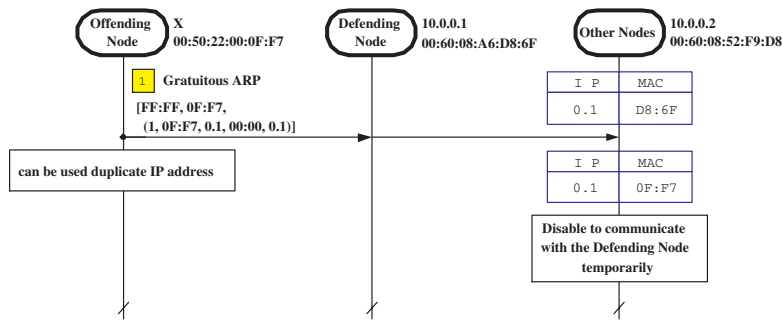 Offending
Node
X
00:50:22:00:0F:F7
Defending
Node
10.0.0.1
00:60:08:A6:D8:6F
Other Nodes
10.0.0.2
00:60:08:52:F9:D8
1 Gratuitous ARP
[FF:FF, 0F:F7,
(1, 0F:F7, 0.1, 00:00, 0.1)]
I P MAC
0.1 D8:6F
can be used duplicate IP address
I P MAC
0.1 0F:F7
Disable to communicate
with the Defending Node
temporarily